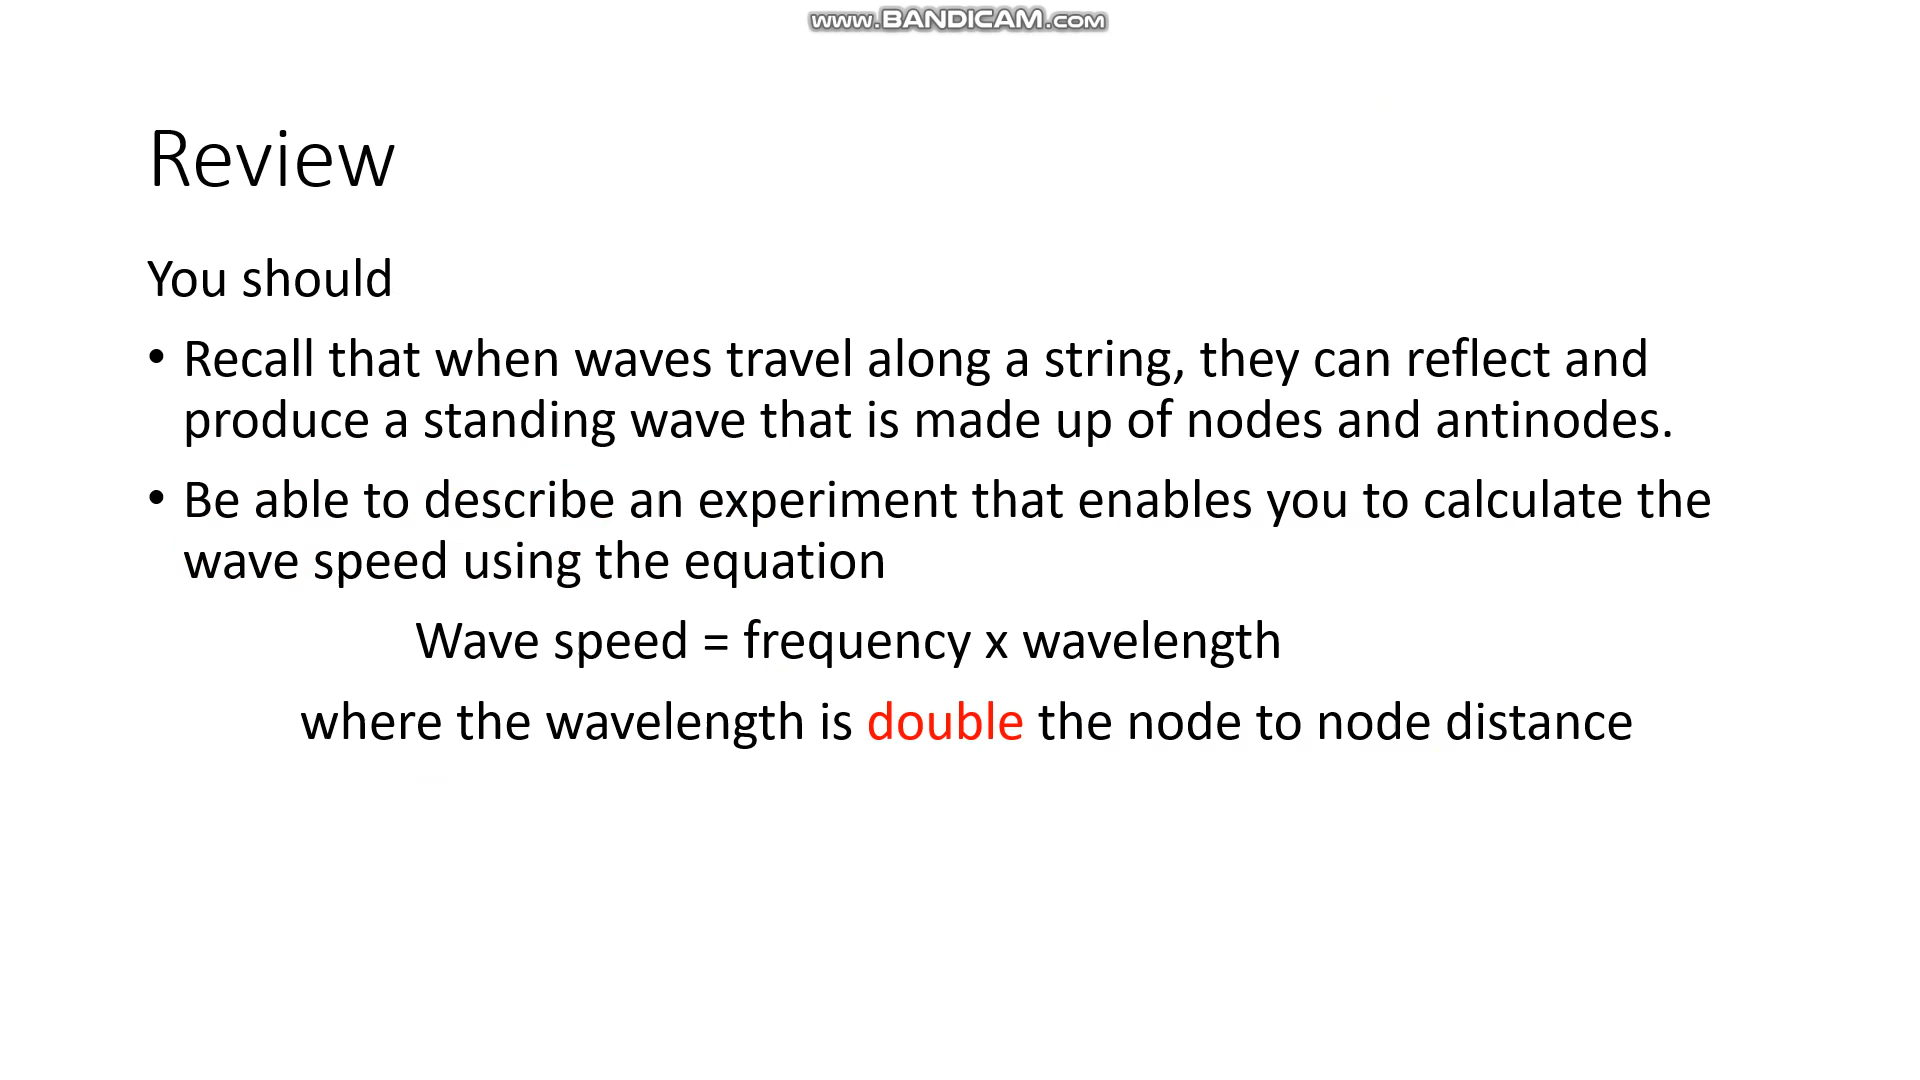 www.BANDICAM.com
Review
You should
• Recall that when waves travel along a string, they can reflect and
produce a standing wave that is made up of nodes and antinodes.
• Be able to describe an experiment that enables you to calculate the
wave speed using the equation
Wave speed = frequency x wavelength
where the wavelength is double the node to node distance